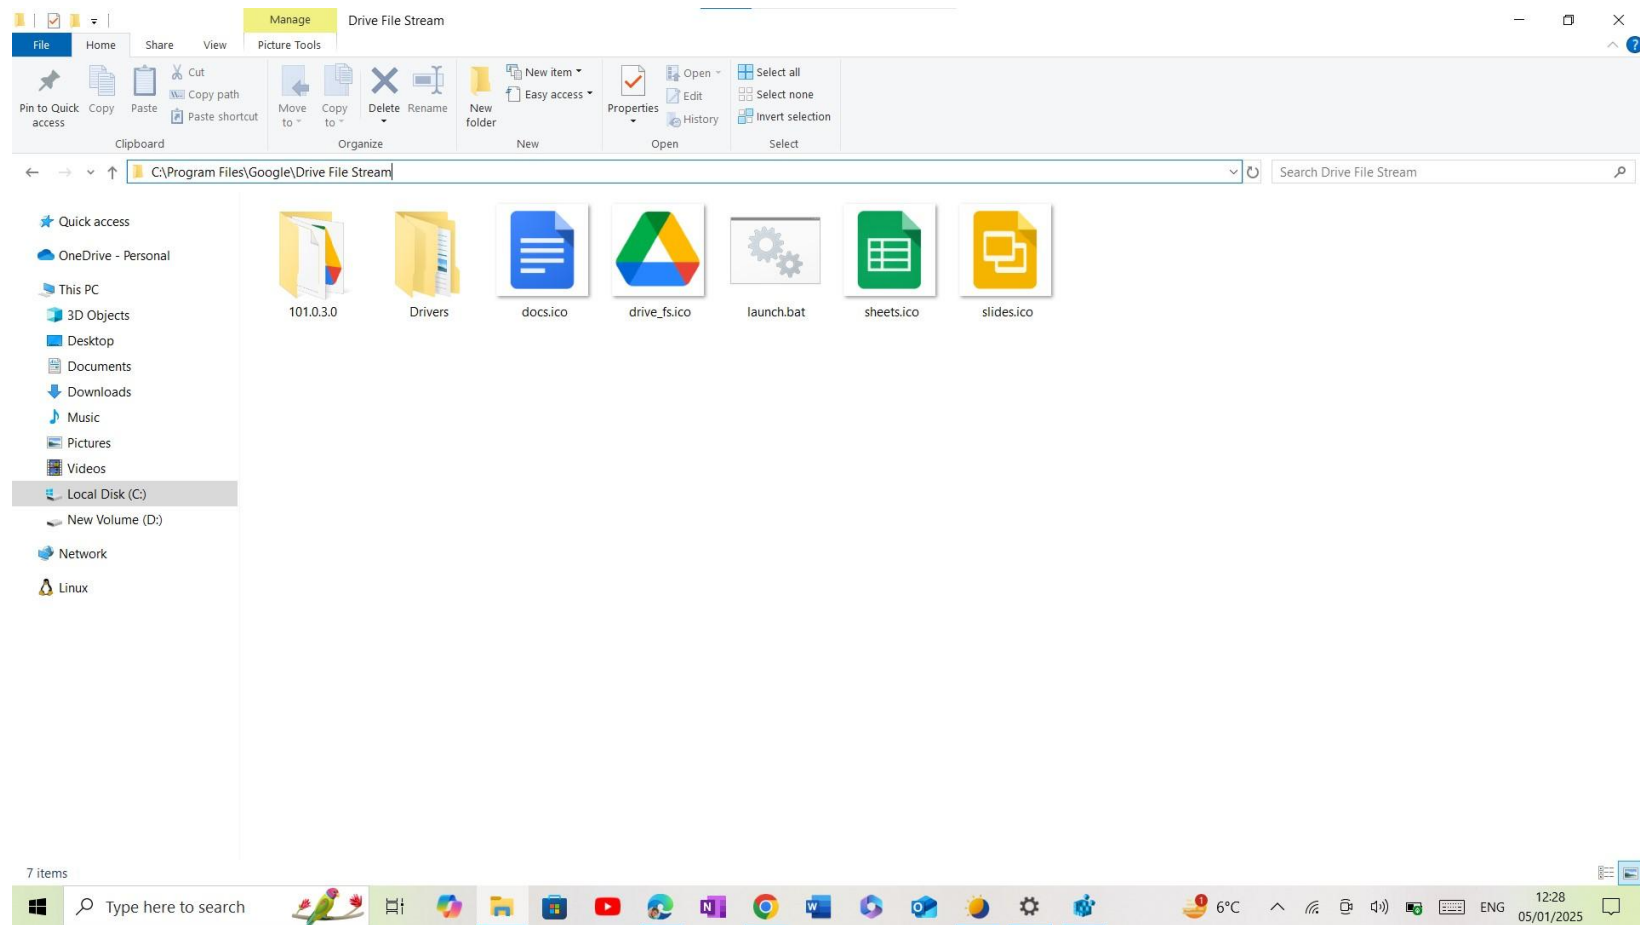 Manage
Drive File Stream
File
Home
Share
View
Picture Tools
Pin to Quick access
Copy
Paste
Cut
Copy path
Paste shortcut
Clipboard
Move to
Copy to
Delete
Rename
Organize
New folder
New item
Easy access
New
Properties
Open
Edit
History
Open
Select all
Select none
Invert selection
Select
C:\Program Files\Google\Drive File Stream
Search Drive File Stream
Quick access
OneDrive - Personal
This PC
3D Objects
Desktop
Documents
Downloads
Music
Pictures
Videos
Local Disk (C:)
New Volume (D:)
Network
Linux
101.0.3.0
Drivers
docs.ico
drive_fs.ico
launch.bat
sheets.ico
slides.ico
7 items
Type here to search
1
6°C
ENG
12:28
05/01/2025